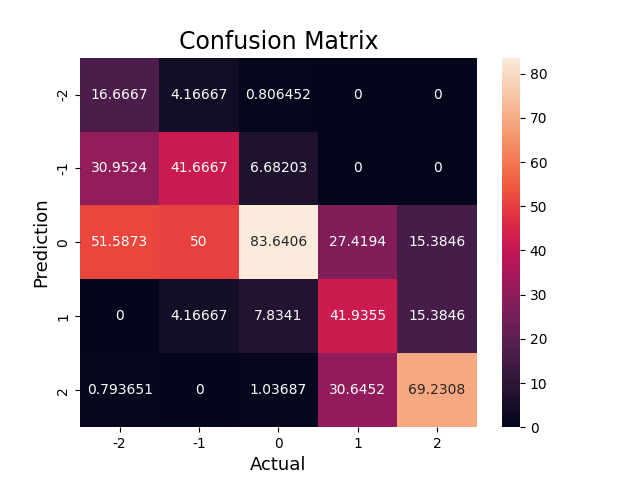 Confusion Matrix
Prediction
-2 16.6667 4.16667 0.806452 0 0
-1 30.9524 41.6667 6.68203 0 0
0 51.5873 50 83.6406 27.4194 15.3846
1 0 4.16667 7.8341 41.9355 15.3846
2 0.793651 0 1.03687 30.6452 69.2308
-2 -1 0 1 2
Actual
80
70
60
50
40
30
20
10
0